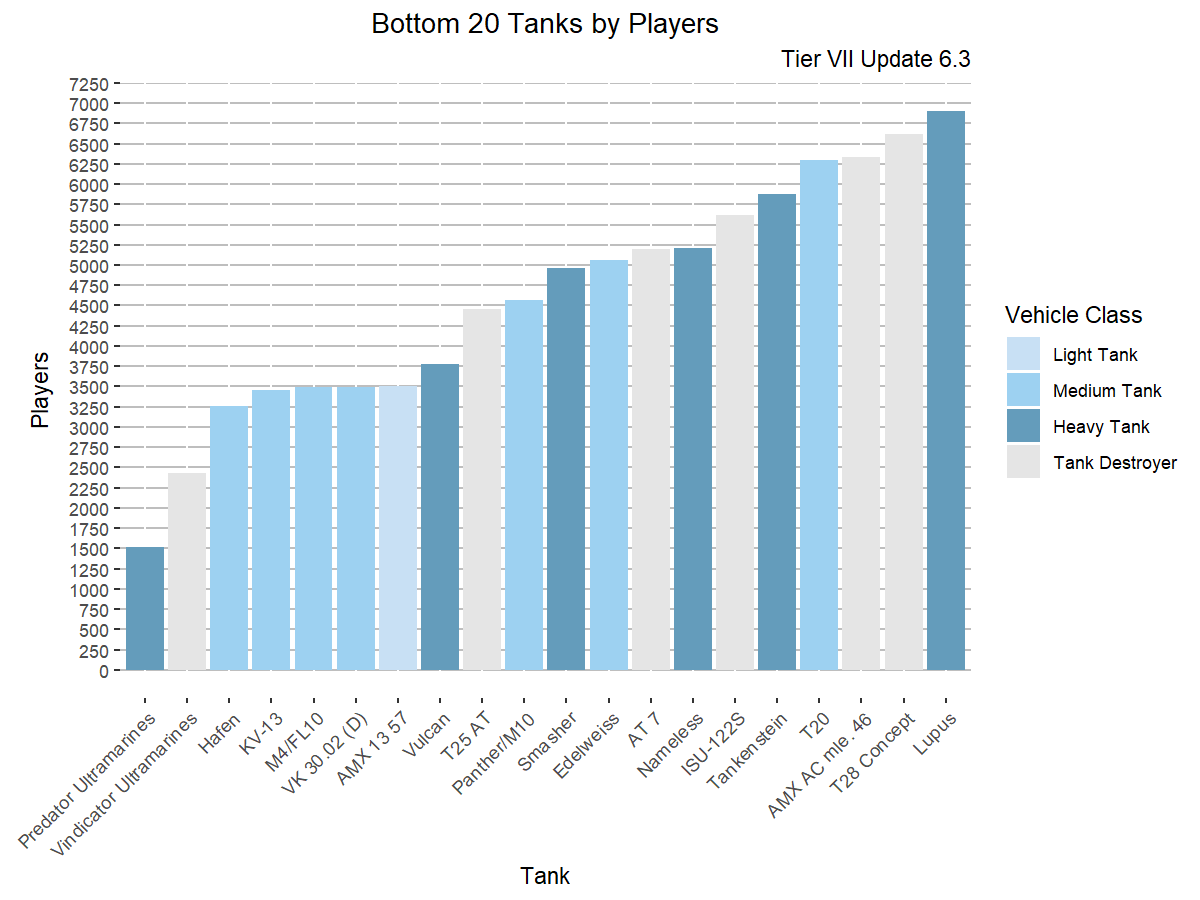 Bottom 20 Tanks by Players
Tier VII Update 6.3
Players
7250
7000
6750
6500
6250
6000
5750
5500
5250
5000
4750
4500
4250
4000
3750
3500
3250
3000
2750
2500
2250
2000
1750
1500
1250
1000
750
500
250
0
Predator Ultramarines
Vindicator Ultramarines
Hafen
KV-13
M4/FL10
VK 30.02 (D)
AMX 13 57
Vulcan
T25 AT
Panther/M10
Smasher
Edelweiss
AT 7
Nameless
ISU-122S
Tankenstein
T20
AMX AC mle. 46
T28 Concept
Lupus
Tank
Vehicle Class
Light Tank
Medium Tank
Heavy Tank
Tank Destroyer